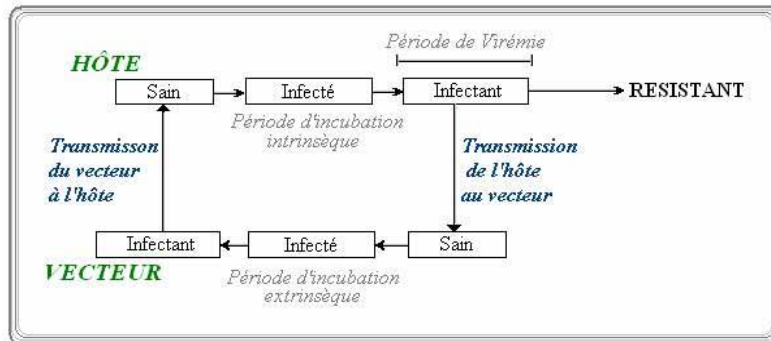 Période de Virémie
HÔTE
Sain
Infecté
Infectant
RESISTANT
Période d'incubation
intrinsèque
Transmisson
du vecteur
à l'hôte
Transmission
de l'hôte
au vecteur
Infectant
Infecté
Sain
VECTEUR
Période d'incubation
extrinsèque